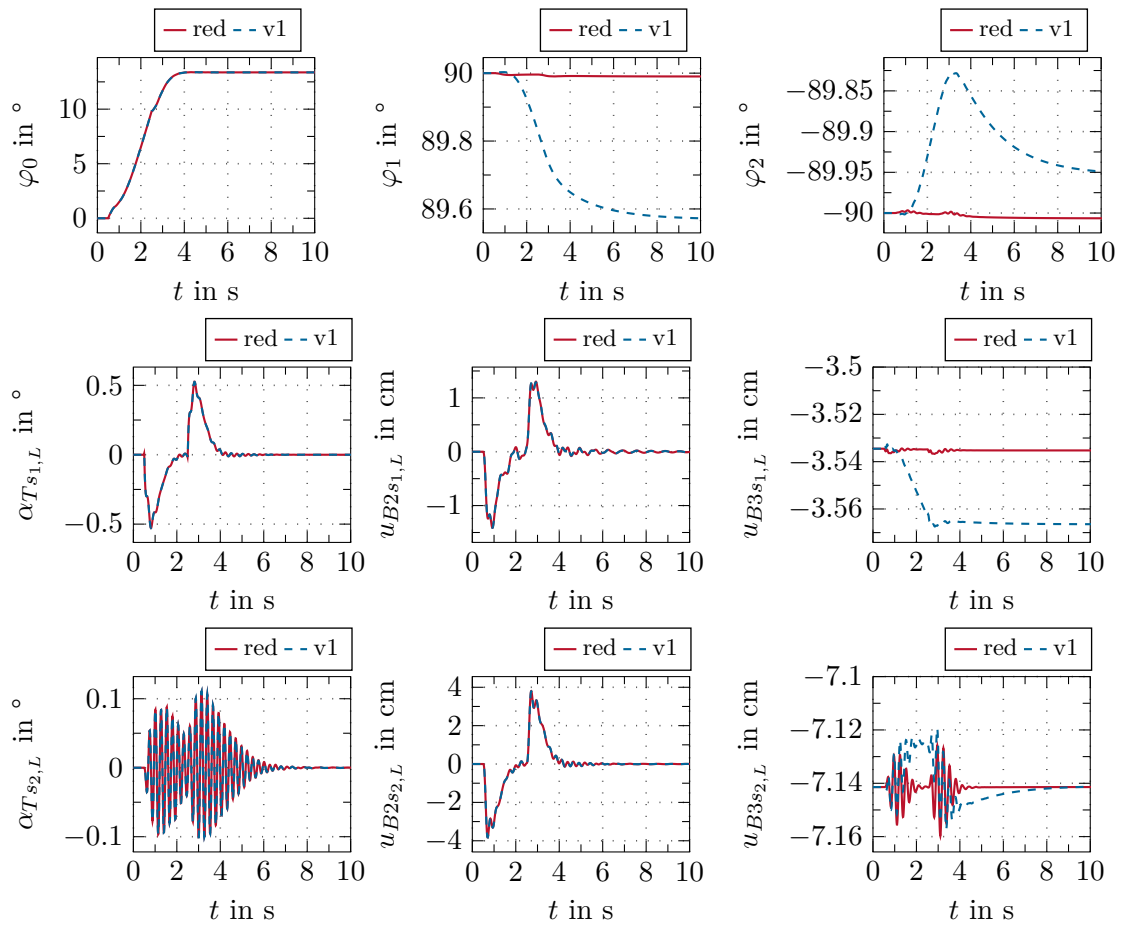 red v1
φ0 in °
10
5
0
0 2 4 6 8 10
t in s
red v1
φ1 in °
90
89.8
89.6
0 2 4 6 8 10
t in s
red v1
φ2 in °
−89.85
−89.9
−89.95
−90
0 2 4 6 8 10
t in s
red v1
αTs1,L in °
0.5
0
−0.5
0 2 4 6 8 10
t in s
red v1
uB2s1,L in cm
1
0
−1
0 2 4 6 8 10
t in s
red v1
uB3s1,L in cm
−3.5
−3.52
−3.54
−3.56
0 2 4 6 8 10
t in s
red v1
αTs2,L in °
0.1
0
−0.1
0 2 4 6 8 10
t in s
red v1
uB2s2,L in cm
4
2
0
−2
−4
0 2 4 6 8 10
t in s
red v1
uB3s2,L in cm
−7.1
−7.12
−7.14
−7.16
0 2 4 6 8 10
t in s